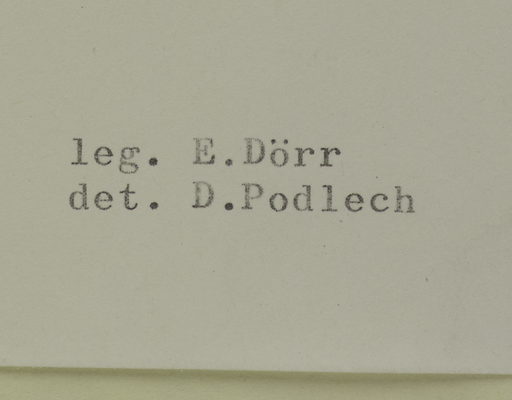 leg. E.Dörr
det. D.Podlech